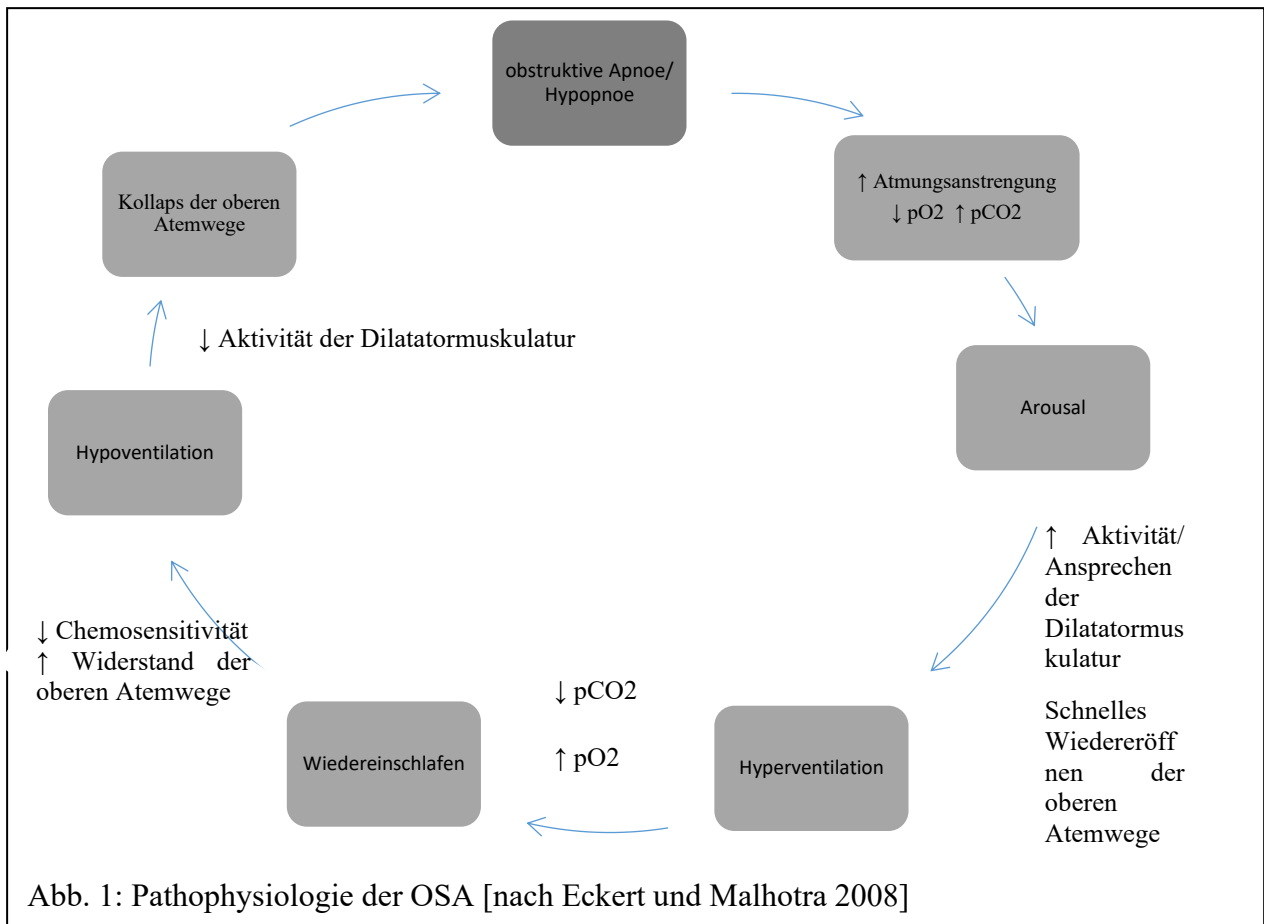 obstruktive Apnoe/
Hypopnoe
↑ Atmungsanstrengung
↓ pO2 ↑ pCO2
Arousal
↑ Aktivität/
Ansprechen
der
Dilatatormus
kulatur
Schnelles
Wiedereröff
nen der
oberen
Atemwege
Hyperventilation
↓ pCO2
↑ pO2
Wiedereinschlafen
↓ Chemosensitivität
↑ Widerstand der
oberen Atemwege
Hypoventilation
↓ Aktivität der Dilatatormuskulatur
Kollaps der oberen
Atemwege
Abb. 1: Pathophysiologie der OSA [nach Eckert und Malhotra 2008]